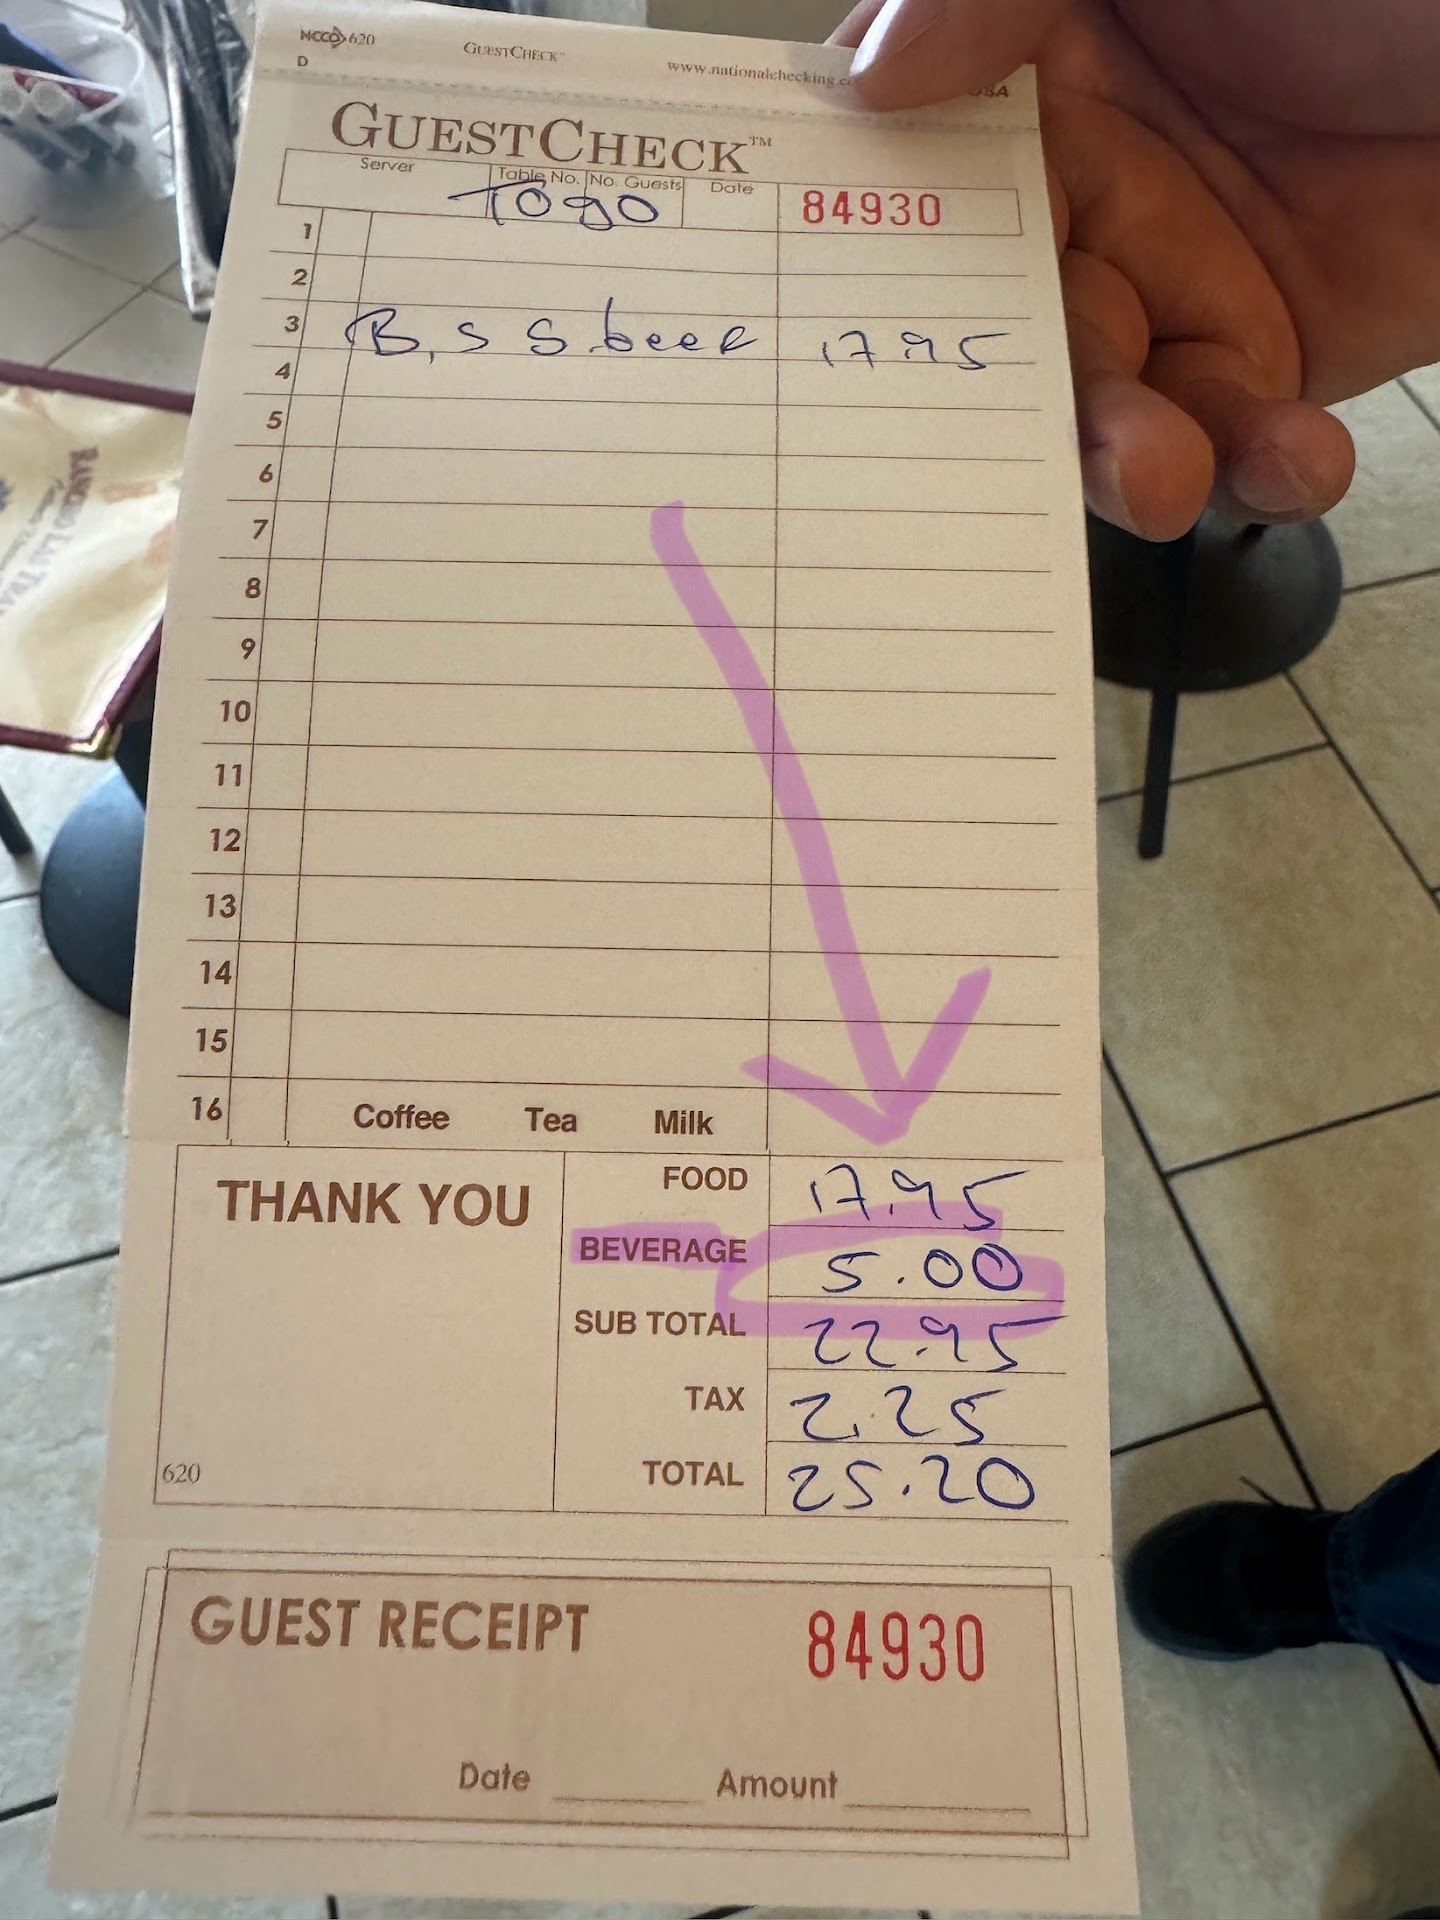 NCCO 620 GUESTCHECK™ www.nationalchecking.c USA
D
GUESTCHECK™
Server Table No. No. Guests Date 84930
Togo
1
2
3 B, S S. beef 17.95
4
5
6
7
8
9
10
11
12
13
14
15
16 Coffee Tea Milk
THANK YOU
FOOD 17.95
BEVERAGE 5.00
SUB TOTAL 22.95
TAX 2.25
TOTAL 25.20
620
GUEST RECEIPT 84930
Date Amount